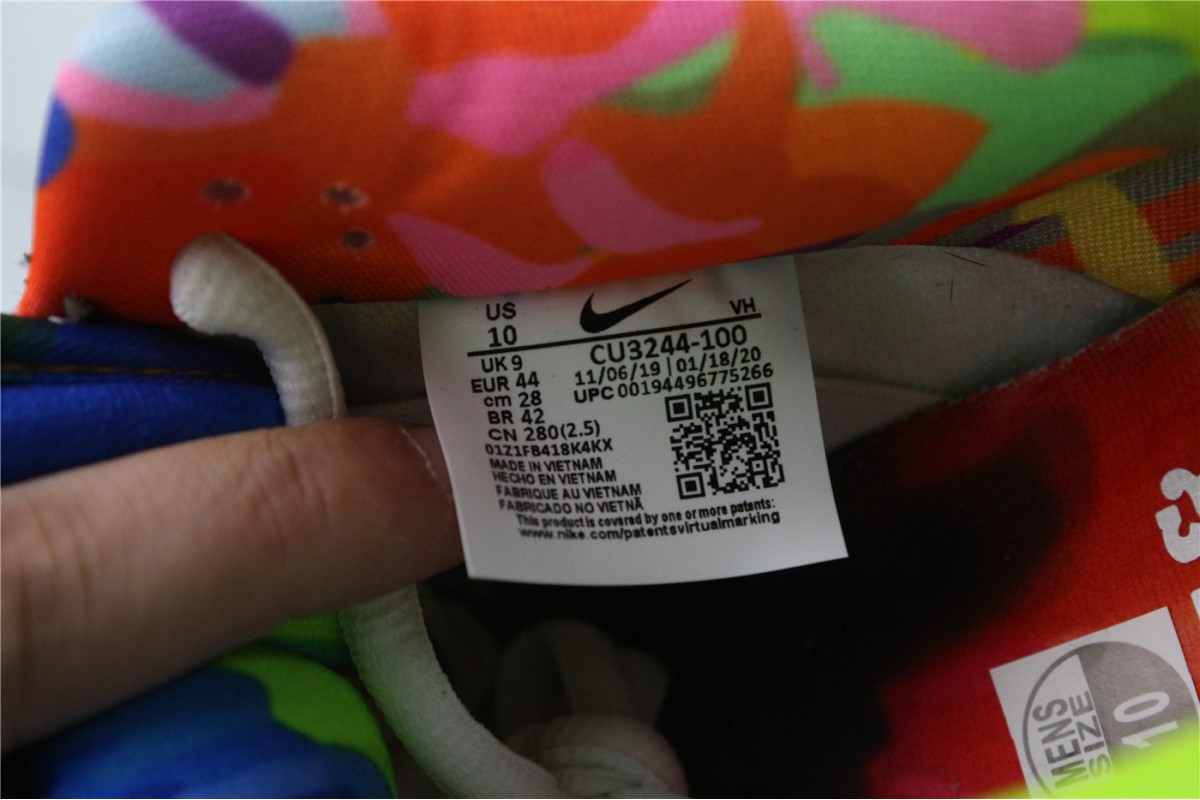 US
VH
10
UK 9
CU3244-100
EUR 44
11/06/19 | 01/18/20
cm 28
UPC 00194496775266
BR 42
CN 280(2.5)
01Z1FB418K4KX
MADE IN VIETNAM
HECHO EN VIETNAM
FABRIQUE AU VIETNAM
FABRICADO NO VIETNÃ
This product is covered by one or more patents:
www.nike.com/patentsvirtualmarking
MENS
SIZE
10